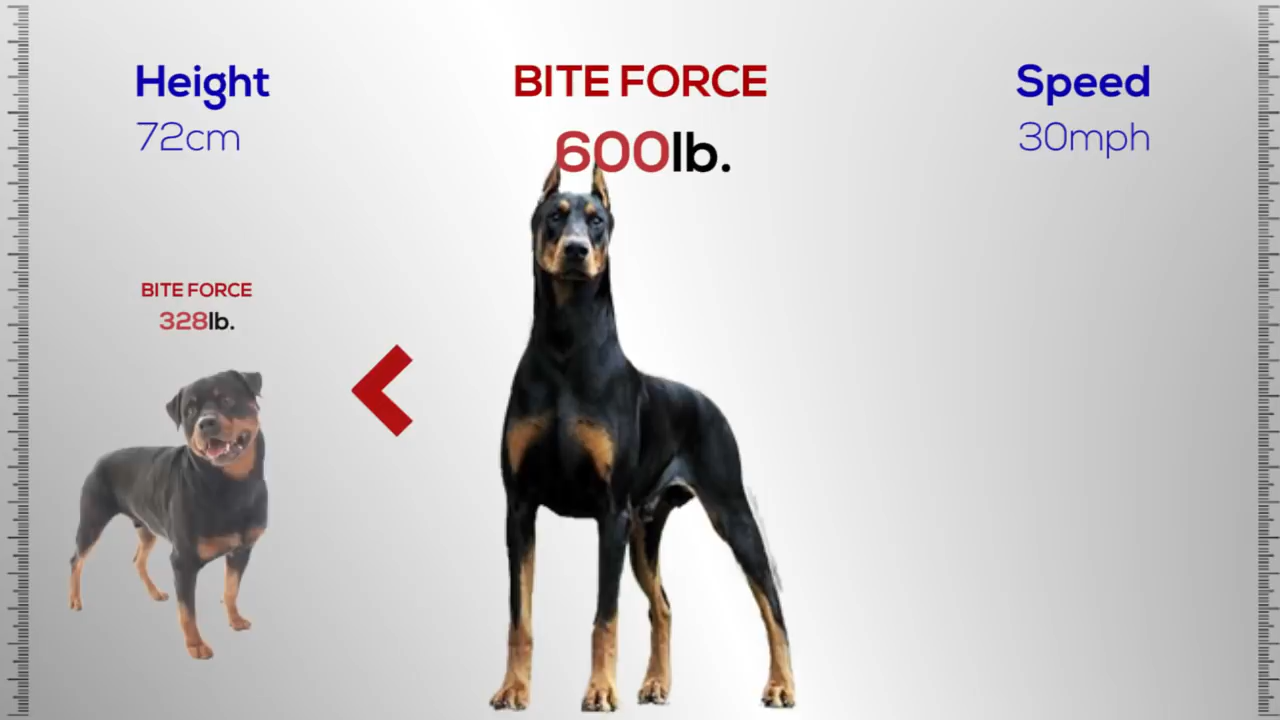 Height
72cm
BITE FORCE
600lb.
Speed
30mph
BITE FORCE
328lb.